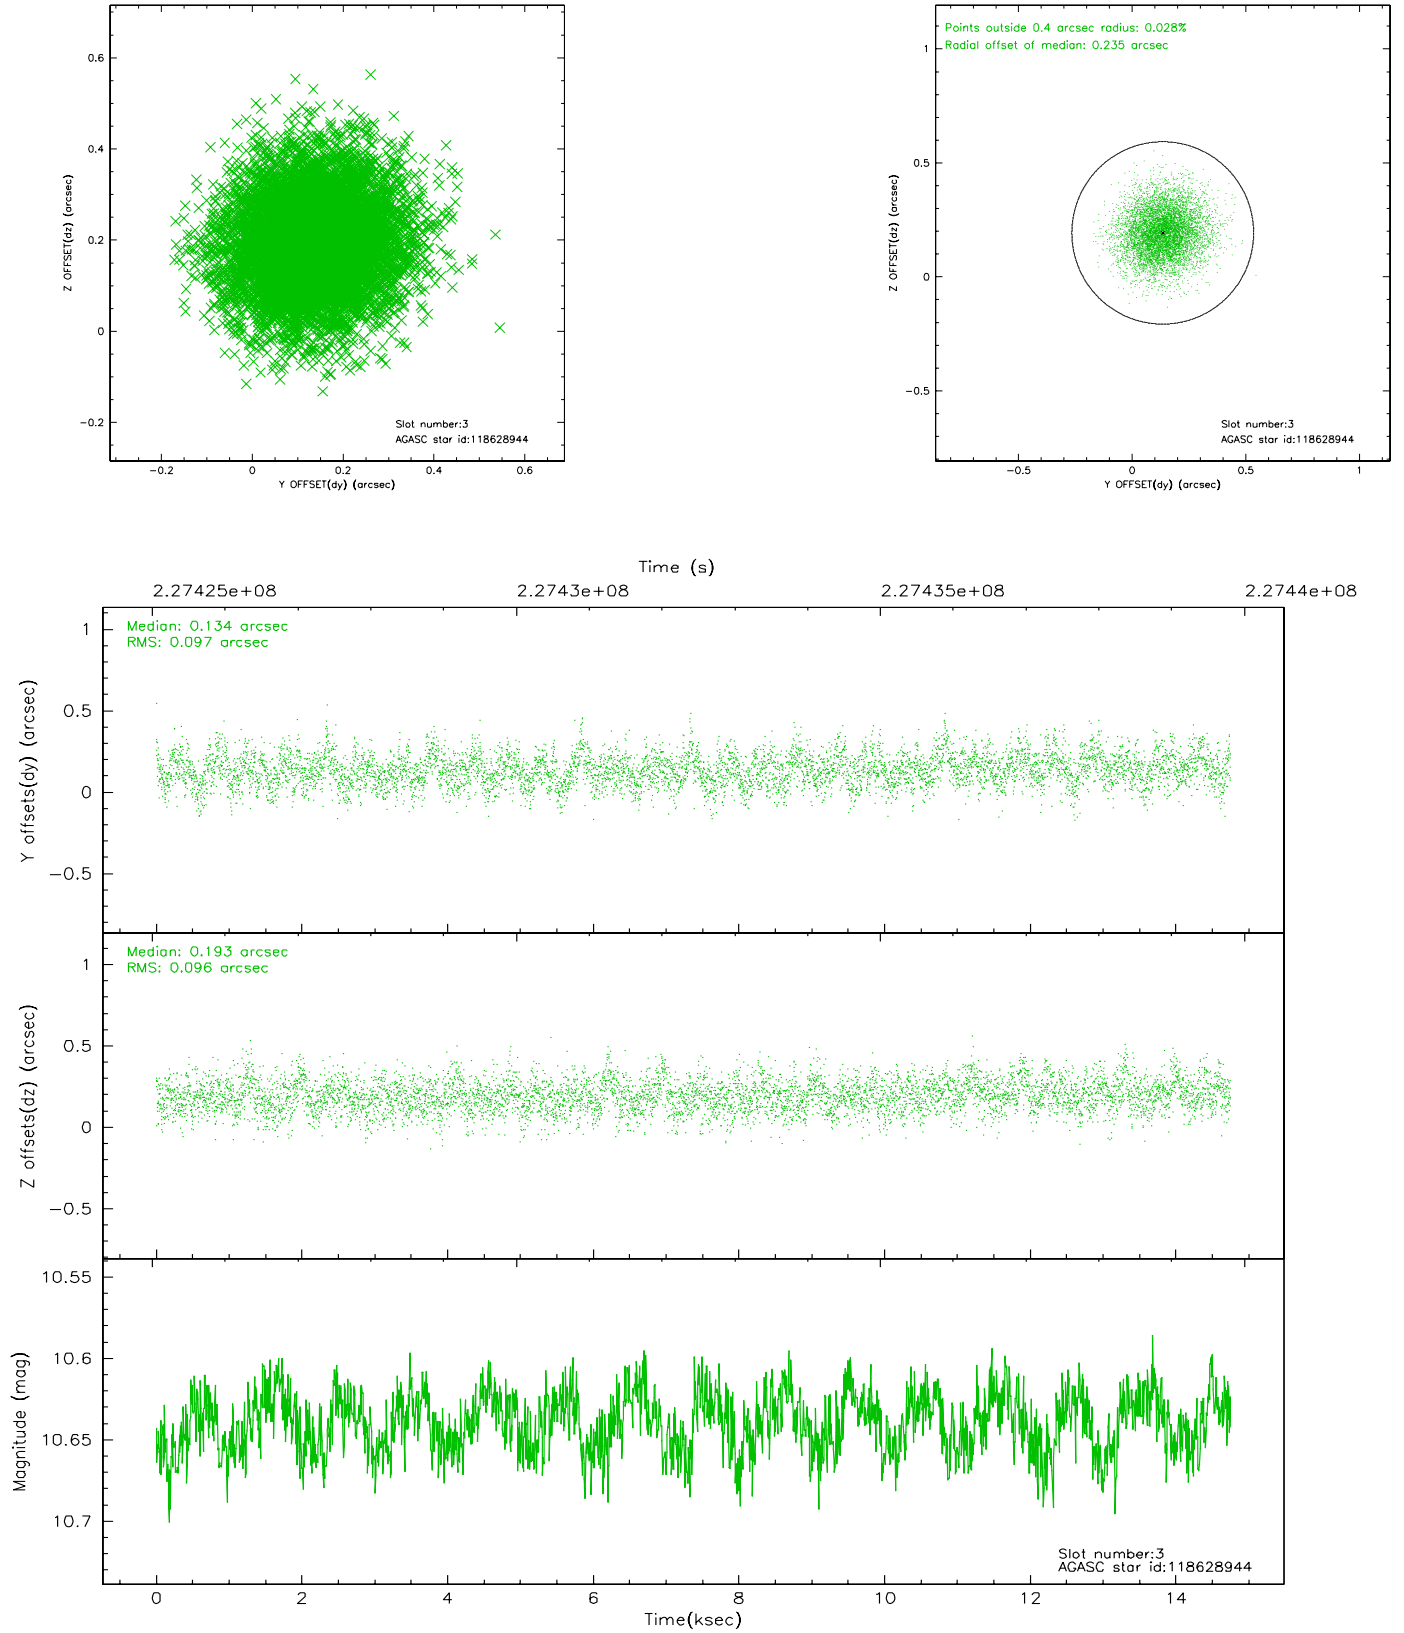 0.6
0.4
0.2
0
−0.2
Z OFFSET(dz) (arcsec)
−0.2 0 0.2 0.4 0.6
Y OFFSET(dy) (arcsec)
Slot number:3
AGASC star id:118628944
Points outside 0.4 arcsec radius: 0.028%
Radial offset of median: 0.235 arcsec
1
0.5
0
−0.5
Z OFFSET(dz) (arcsec)
−0.5 0 0.5 1
Y OFFSET(dy) (arcsec)
Slot number:3
AGASC star id:118628944
Time (s)
2.27425e+08 2.2743e+08 2.27435e+08 2.2744e+08
Median: 0.134 arcsec
RMS: 0.097 arcsec
1
0.5
0
−0.5
Y offsets(dy) (arcsec)
Median: 0.193 arcsec
RMS: 0.096 arcsec
1
0.5
0
−0.5
Z offsets(dz) (arcsec)
10.55
10.6
10.65
10.7
Magnitude (mag)
Slot number:3
AGASC star id:118628944
0 2 4 6 8 10 12 14
Time(ksec)